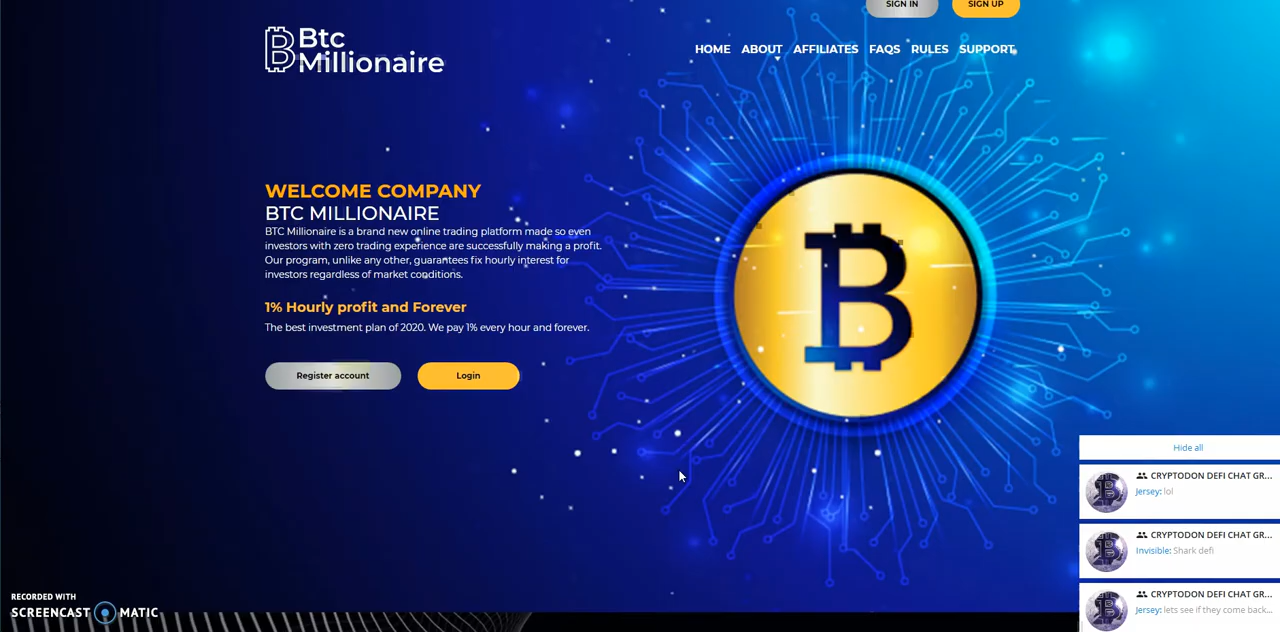 SIGN IN
SIGN UP
Btc
Millionaire
HOME ABOUT AFFILIATES FAQS RULES SUPPORT
WELCOME COMPANY
BTC MILLIONAIRE
BTC Millionaire is a brand new online trading platform made so even
investors with zero trading experience are successfully making a profit.
Our program, unlike any other, guarantees fix hourly interest for
investors regardless of market conditions.
1% Hourly profit and Forever
The best investment plan of 2020. We pay 1% every hour and forever.
Register account
Login
Hide all
CRYPTODON DEFI CHAT GR...
Jersey: lol
CRYPTODON DEFI CHAT GR...
Invisible: Shark defi
CRYPTODON DEFI CHAT GR...
Jersey: lets see if they come back...
RECORDED WITH
SCREENCAST MATIC